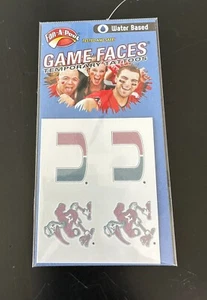 Fan-A-Peel
Water Based
GAME FACES
TEMPORARY TATTOOS